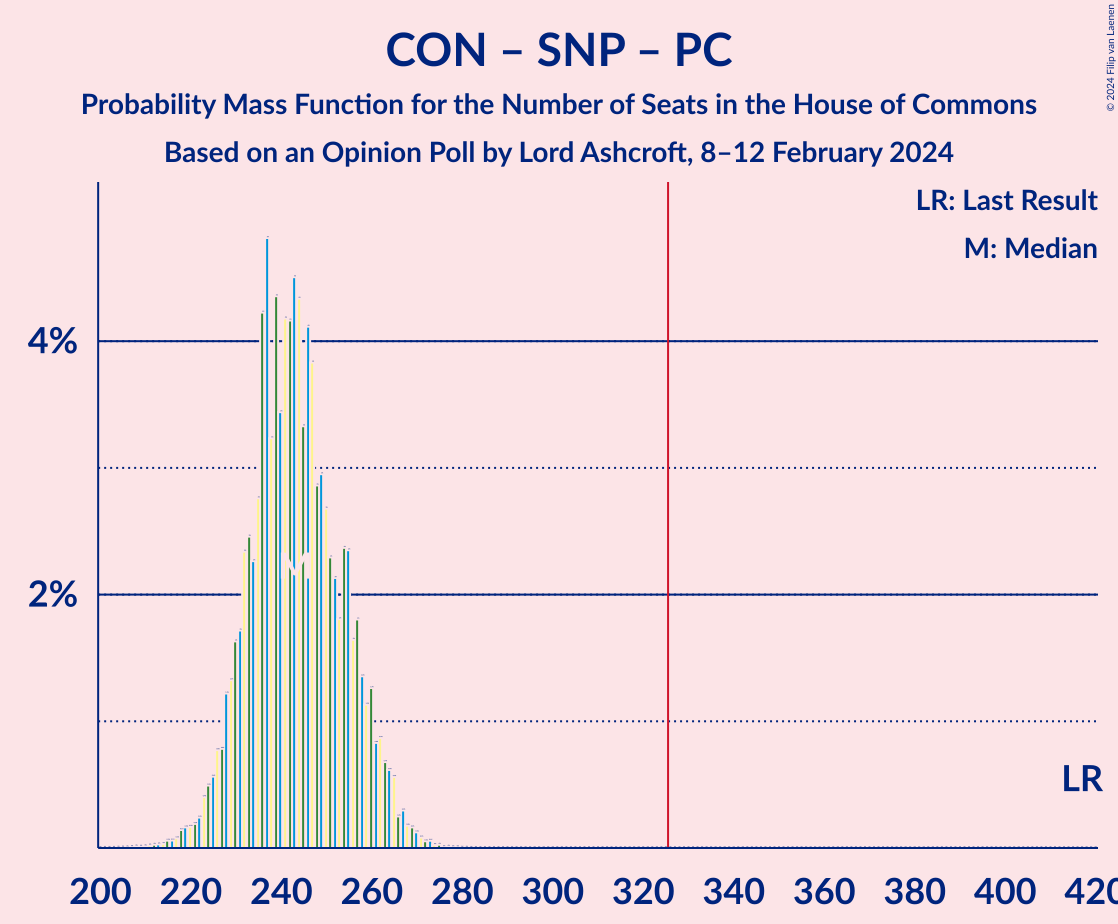 CON – SNP – PC
Probability Mass Function for the Number of Seats in the House of Commons
Based on an Opinion Poll by Lord Ashcroft, 8–12 February 2024
© 2024 Filip van Laenen
LR: Last Result
M: Median
4%
2%
M
LR
200 220 240 260 280 300 320 340 360 380 400 420